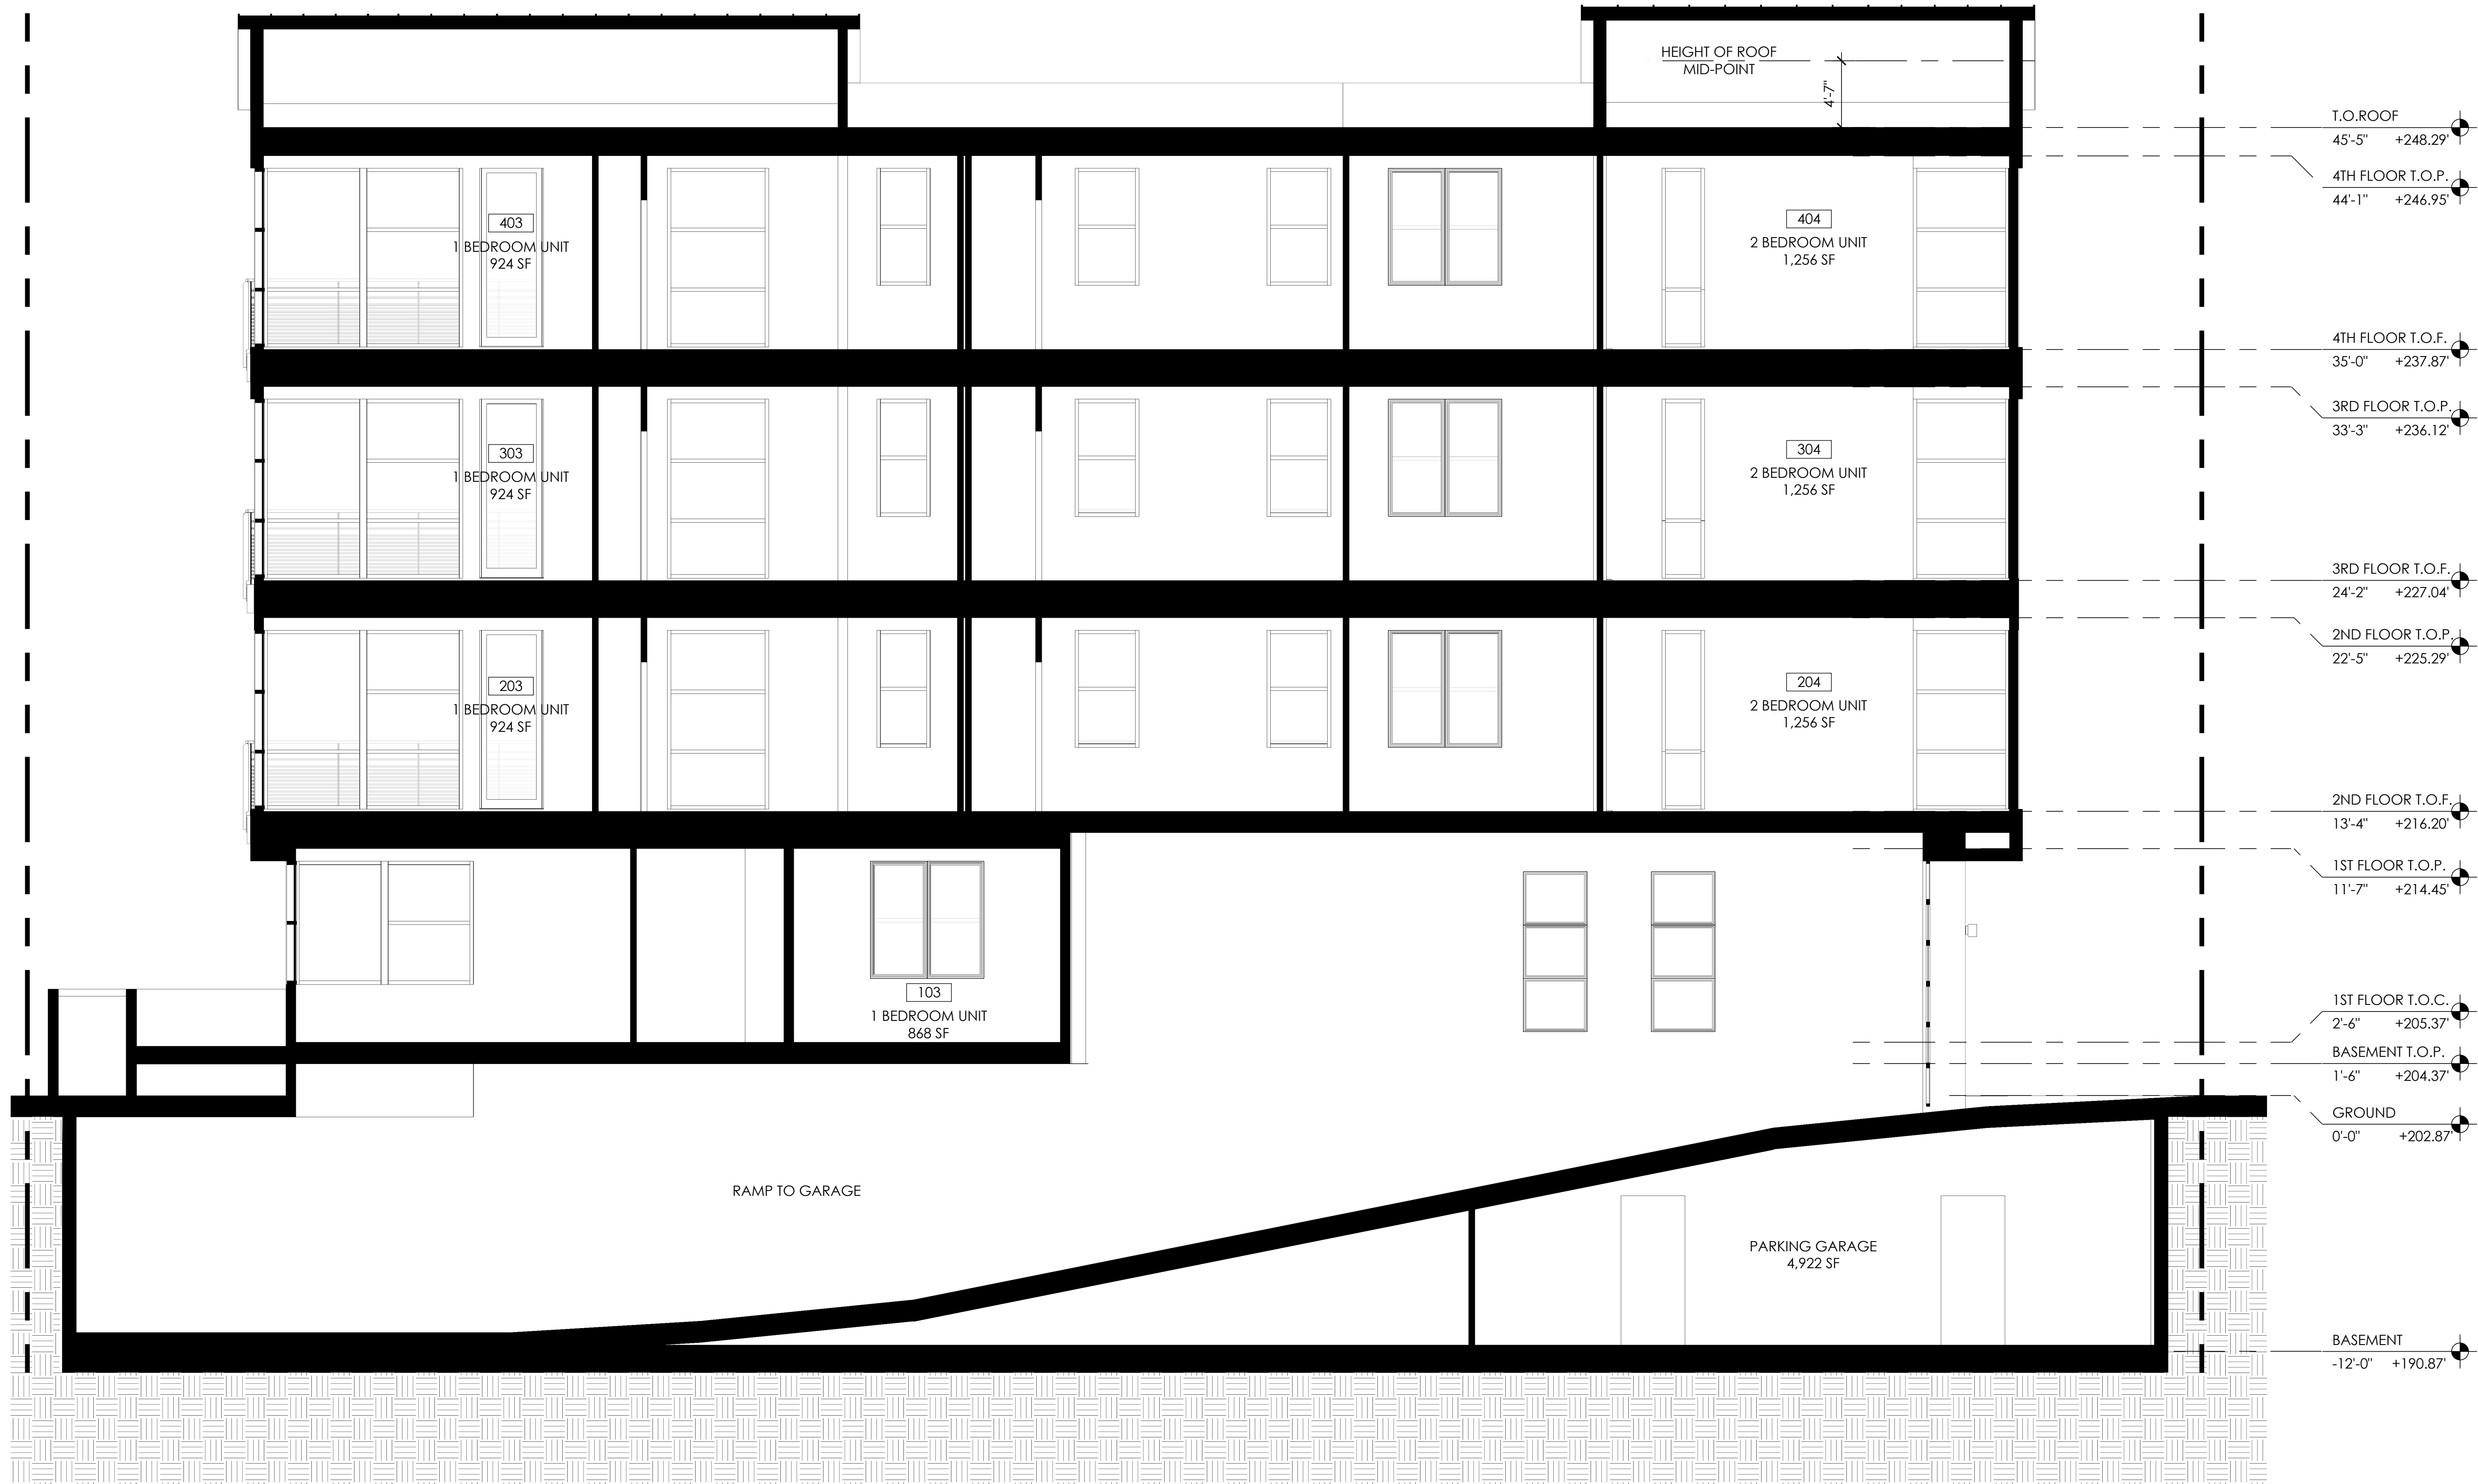 HEIGHT OF ROOF
MID-POINT
4'-7"
T.O.ROOF
45'-5" +248.29'
4TH FLOOR T.O.P.
44'-1" +246.95'
403
1 BEDROOM UNIT
924 SF
404
2 BEDROOM UNIT
1,256 SF
4TH FLOOR T.O.F.
35'-0" +237.87'
3RD FLOOR T.O.P.
33'-3" +236.12'
303
1 BEDROOM UNIT
924 SF
304
2 BEDROOM UNIT
1,256 SF
3RD FLOOR T.O.F.
24'-2" +227.04'
2ND FLOOR T.O.P.
22'-5" +225.29'
203
1 BEDROOM UNIT
924 SF
204
2 BEDROOM UNIT
1,256 SF
2ND FLOOR T.O.F.
13'-4" +216.20'
1ST FLOOR T.O.P.
11'-7" +214.45'
103
1 BEDROOM UNIT
868 SF
1ST FLOOR T.O.C.
2'-6" +205.37'
BASEMENT T.O.P.
1'-6" +204.37'
GROUND
0'-0" +202.87'
RAMP TO GARAGE
PARKING GARAGE
4,922 SF
BASEMENT
-12'-0" +190.87'